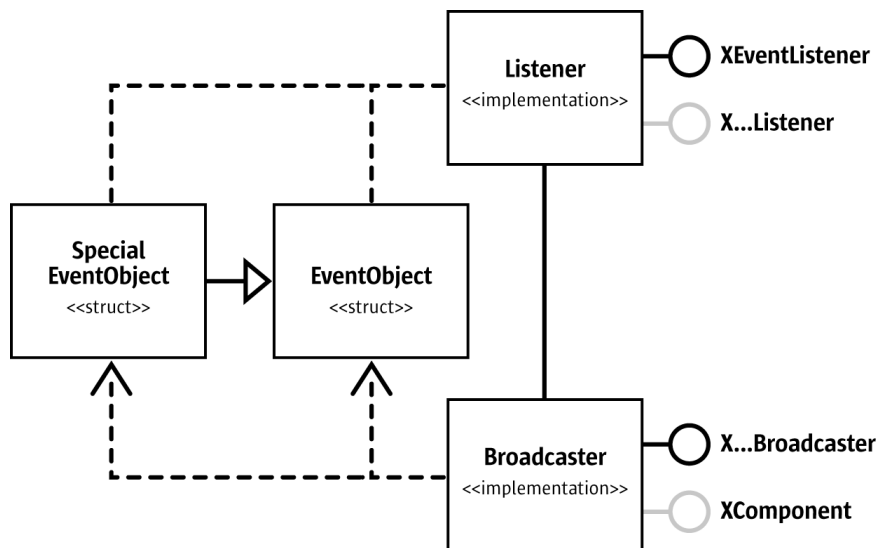 Listener
<<implementation>>
XEventListener
X...Listener
Special
EventObject
<<struct>>
EventObject
<<struct>>
Broadcaster
<<implementation>>
X...Broadcaster
XComponent